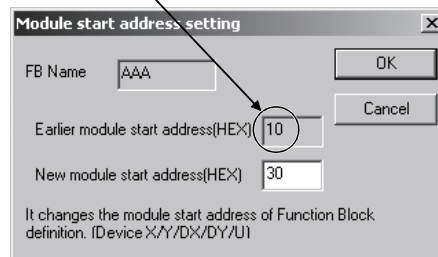 Module start address setting
FB Name AAA
OK
Cancel
Earlier module start address(HEX) 10
New module start address(HEX) 30
It changes the module start address of Function Block
definition. (Device X/Y/DX/DY/U)